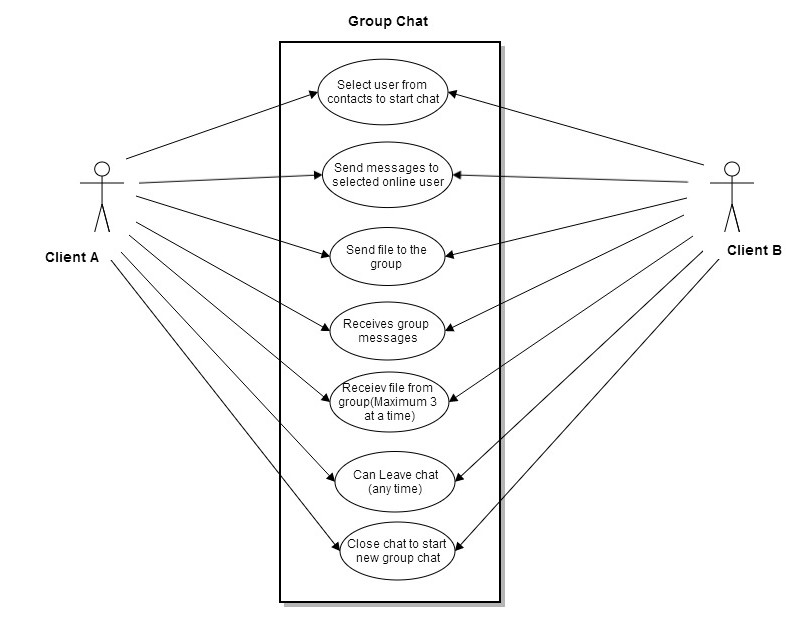 Group Chat
Select user from
contacts to start chat
Send messages to
selected online user
Send file to the
group
Client A
Client B
Receives group
messages
Receiev file from
group(Maximum 3
at a time)
Can Leave chat
(any time)
Close chat to start
new group chat